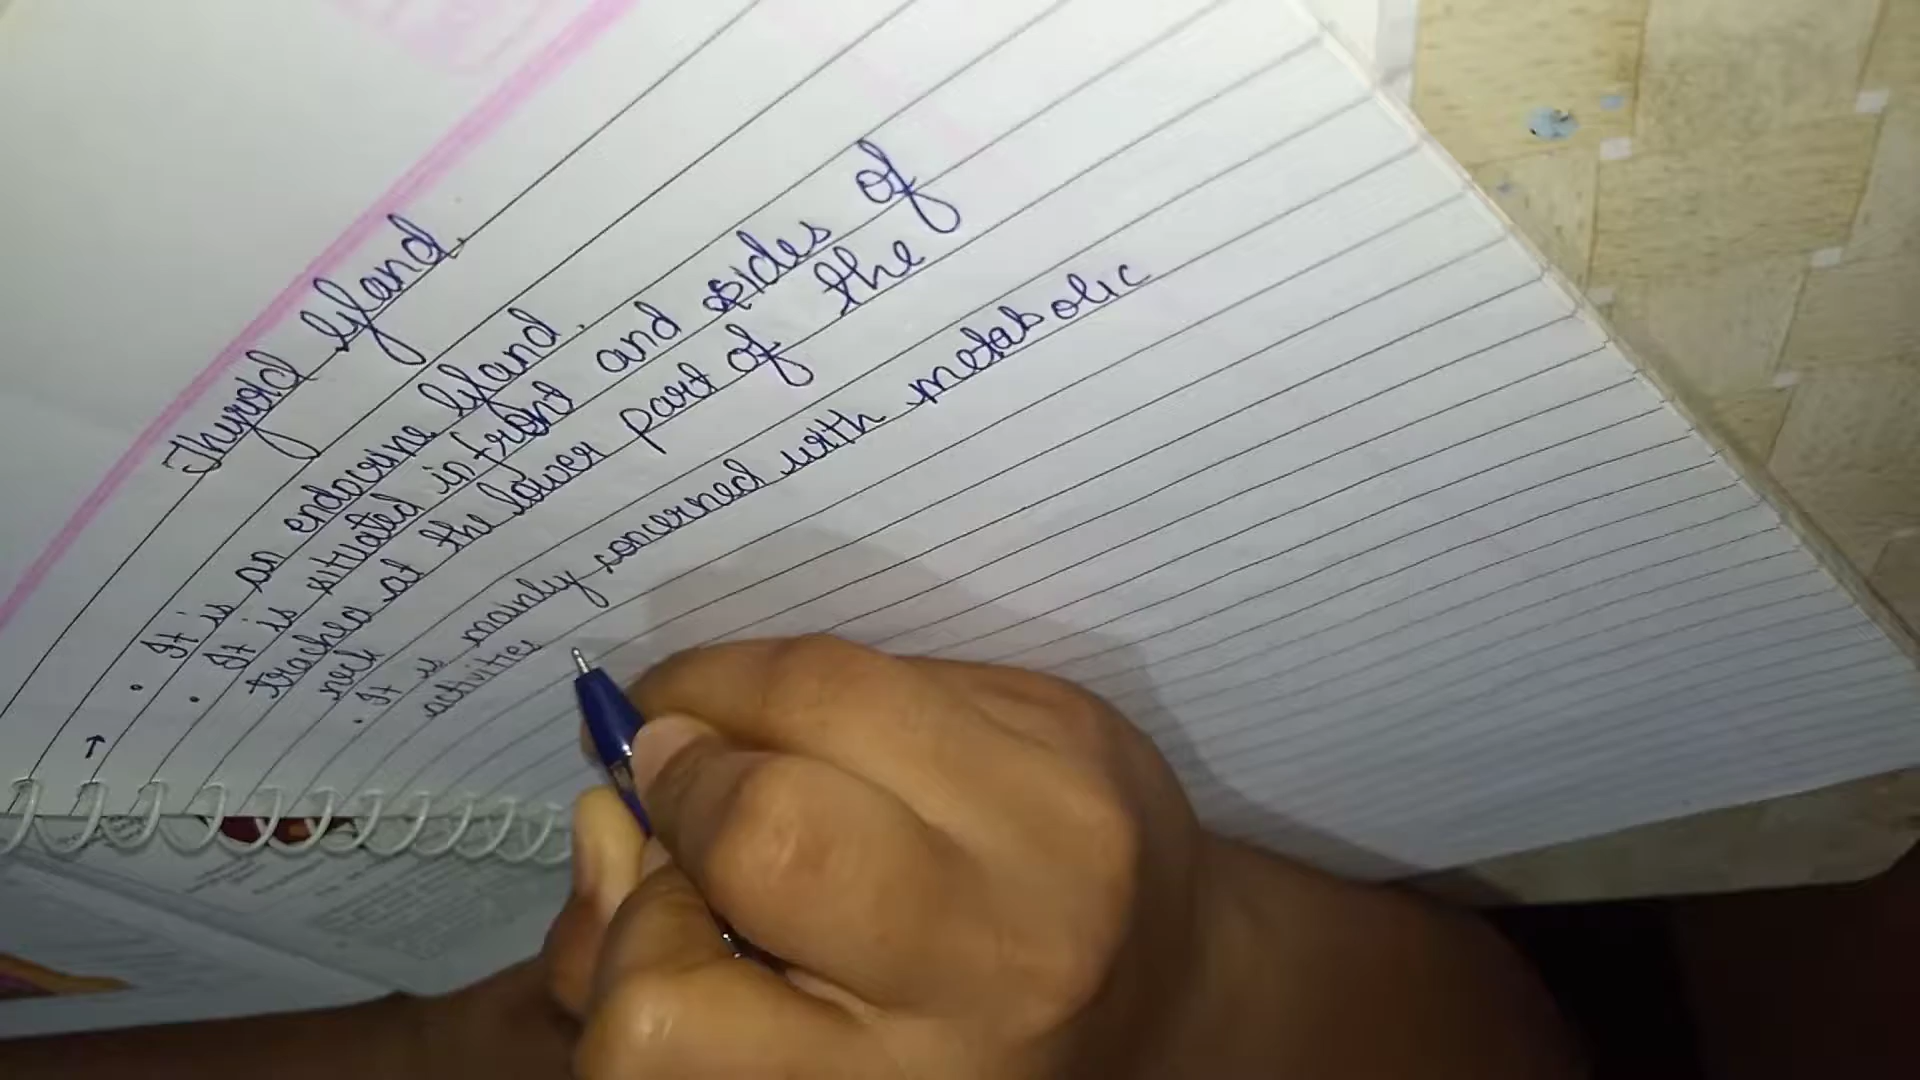 Thyroid Gland.
→ • It is an endocrine Gland.
• It is situated in front and sides of
trachea at the lower part of the
neck
• It is mainly concerned with metabolic
activities